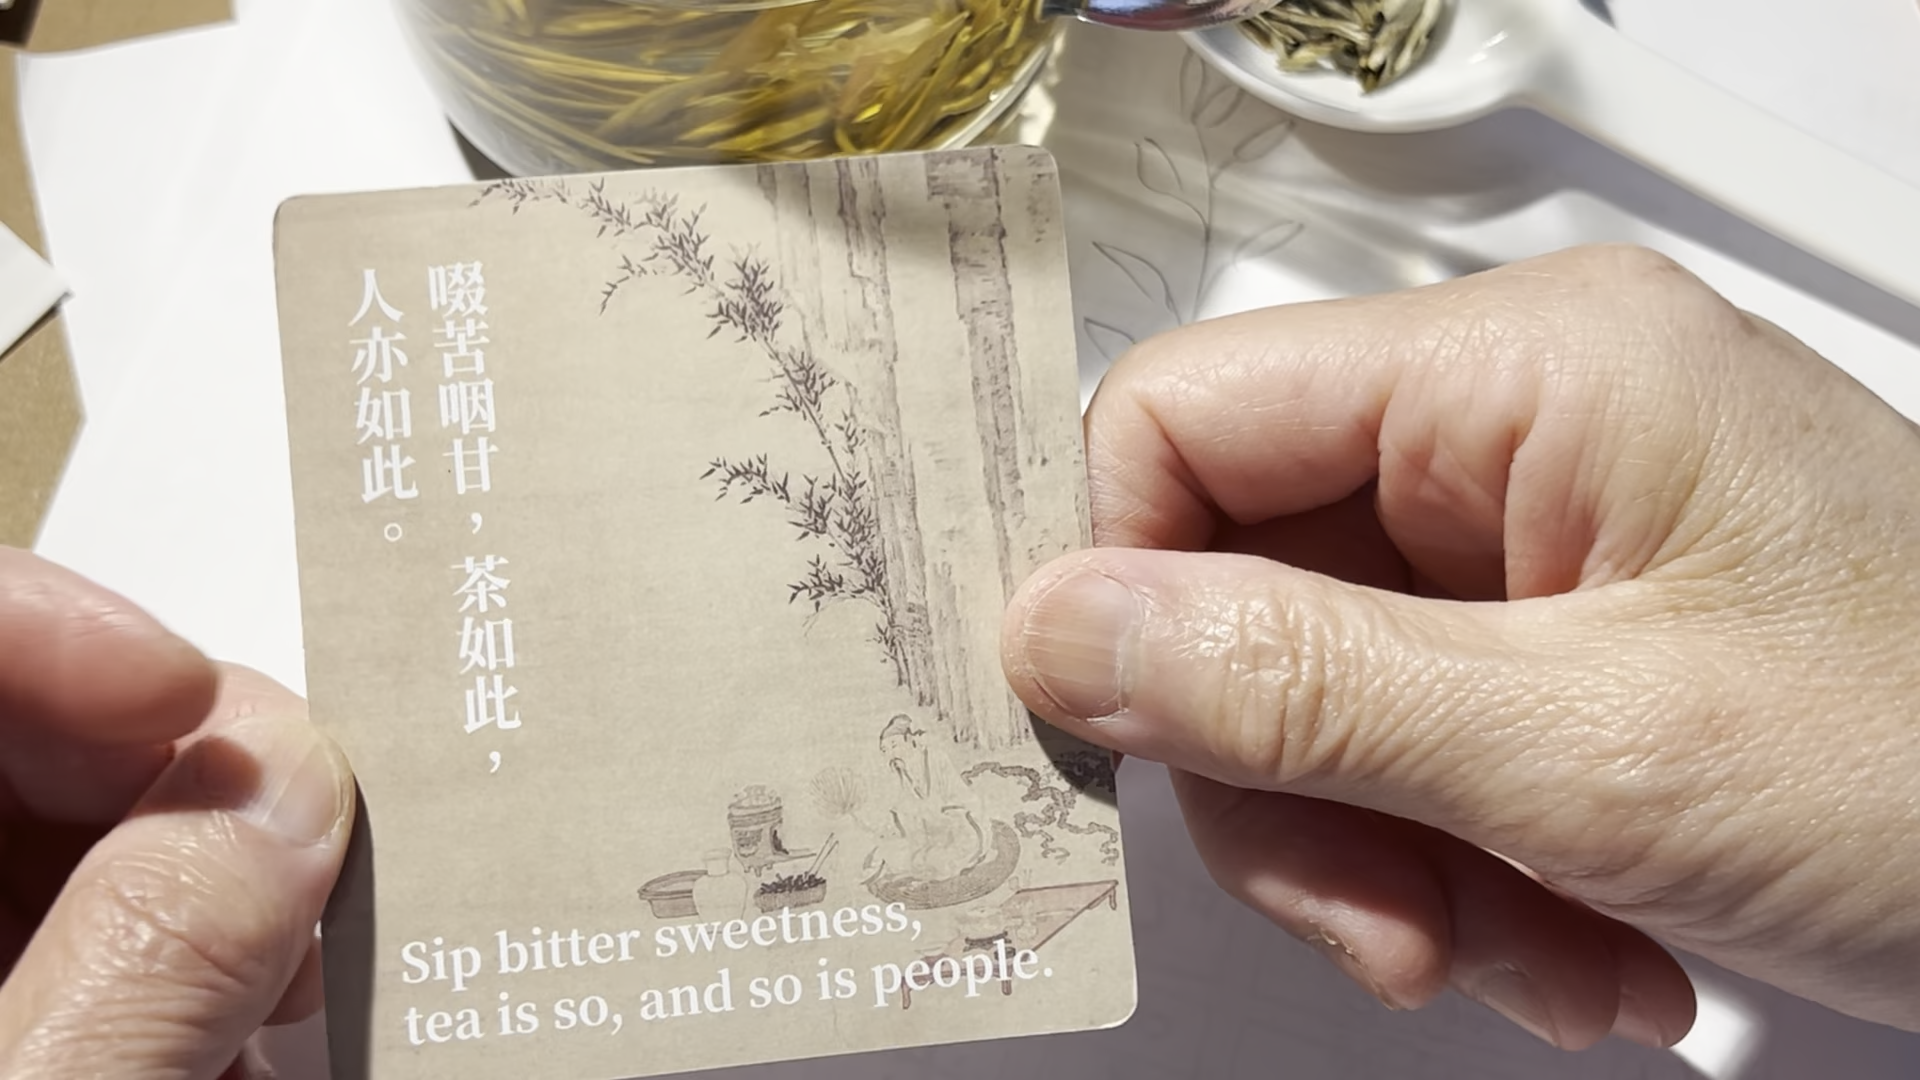 啜苦咽甘，茶如此，
人亦如此。
Sip bitter sweetness,
tea is so, and so is people.